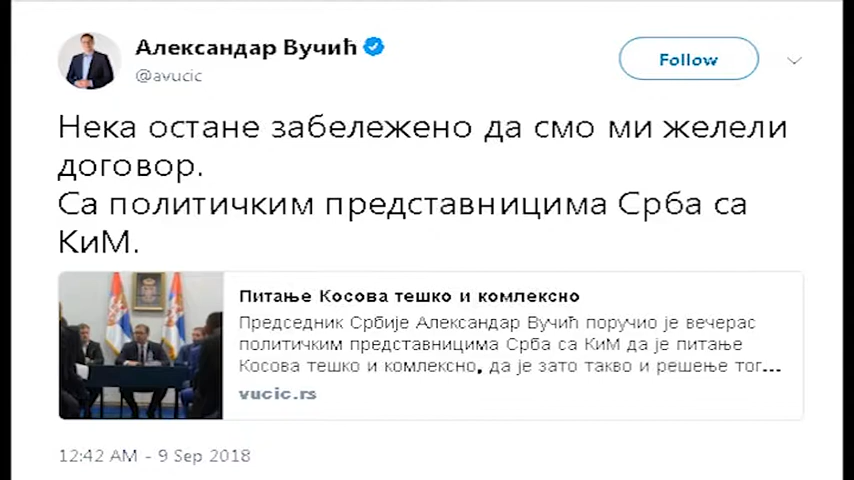 Александар Вучић
@avucic
Follow
Нека остане забележено да смо ми желели
договор.
Са политичким представницима Срба са
КиМ.
Питање Косова тешко и комлексно
Председник Србије Александар Вучић поручио је вечерас
политичким представницима Срба са КиМ да је питање
Косова тешко и комлексно, да је зато такво и решење тог...
vucic.rs
12:42 AM - 9 Sep 2018